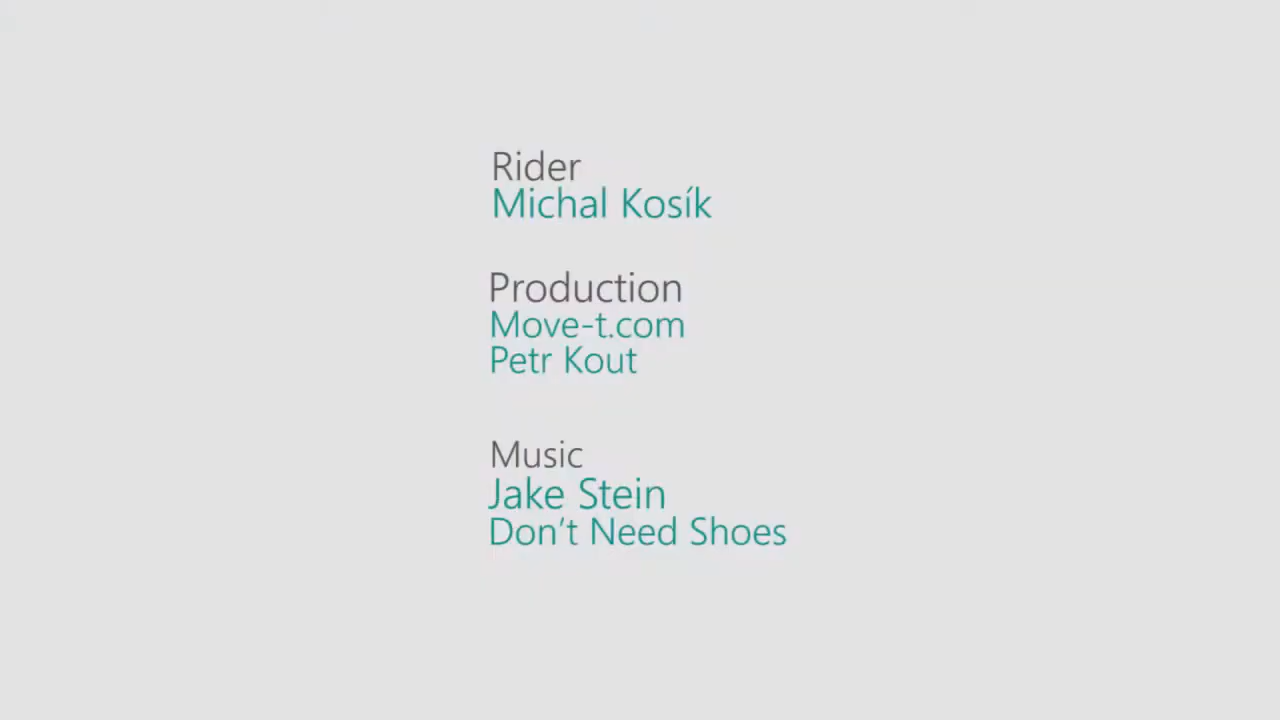 Rider
Michal Kosík
Production
Move-t.com
Petr Kout
Music
Jake Stein
Don't Need Shoes